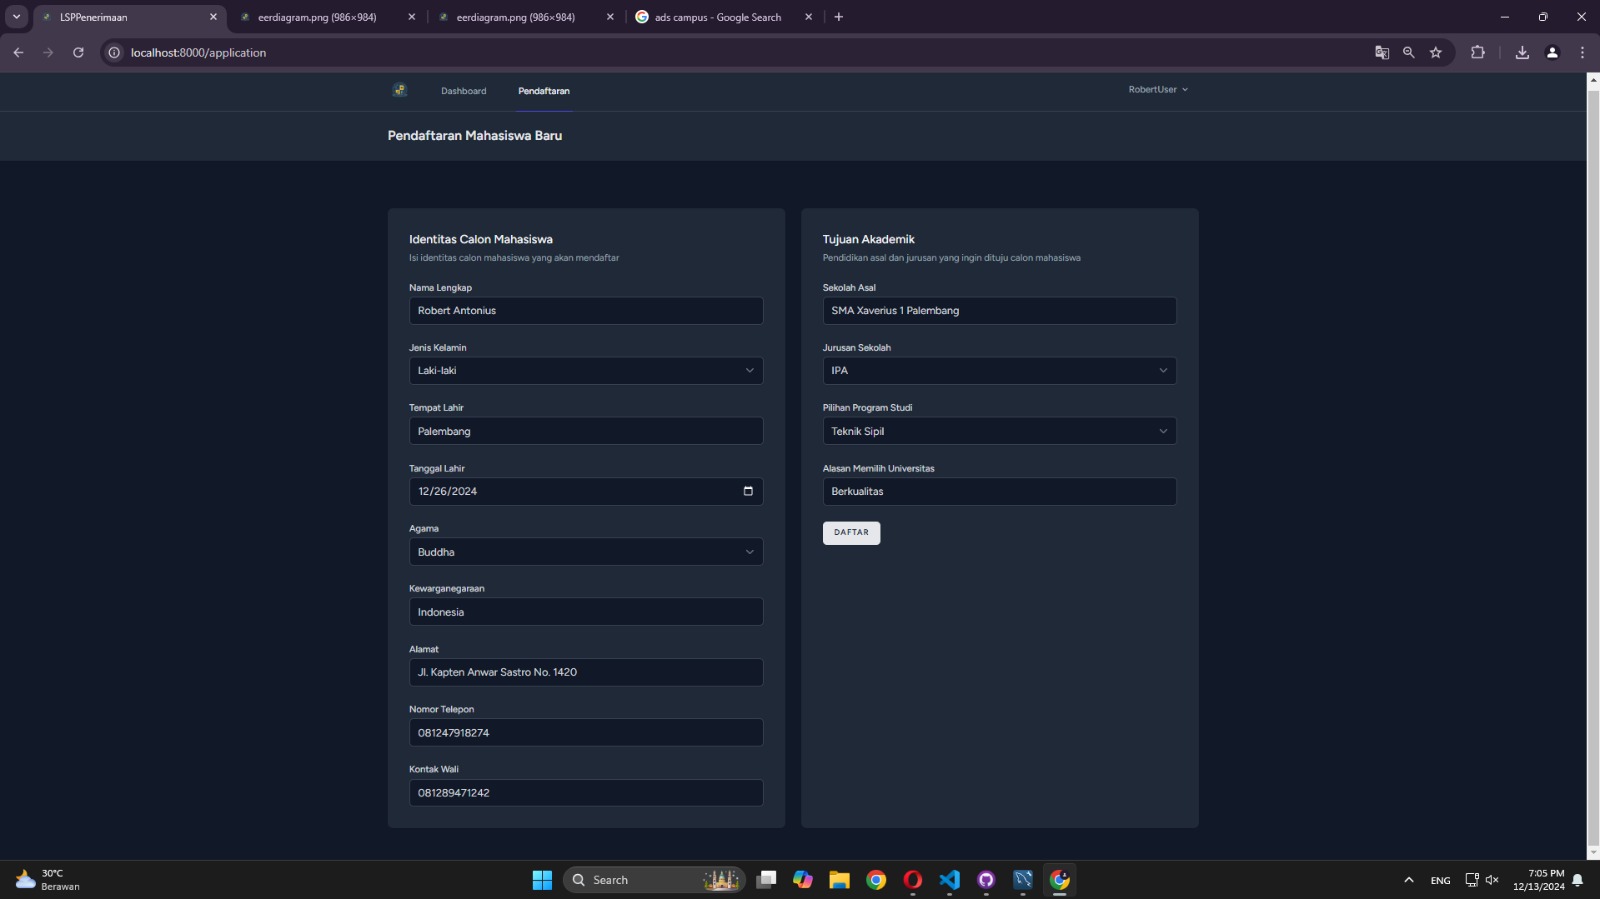 LSPPenerimaan
eerdiagram.png (986×984)
eerdiagram.png (986×984)
ads campus - Google Search
localhost:8000/application
Dashboard
Pendaftaran
RobertUser
Pendaftaran Mahasiswa Baru
Identitas Calon Mahasiswa
Isi identitas calon mahasiswa yang akan mendaftar
Nama Lengkap
Robert Antonius
Jenis Kelamin
Laki-laki
Tempat Lahir
Palembang
Tanggal Lahir
12/26/2024
Agama
Buddha
Kewarganegaraan
Indonesia
Alamat
Jl. Kapten Anwar Sastro No. 1420
Nomor Telepon
081247918274
Kontak Wali
081289471242
Tujuan Akademik
Pendidikan asal dan jurusan yang ingin dituju calon mahasiswa
Sekolah Asal
SMA Xaverius 1 Palembang
Jurusan Sekolah
IPA
Pilihan Program Studi
Teknik Sipil
Alasan Memilih Universitas
Berkualitas
DAFTAR
30°C
Berawan
Search
ENG
7:05 PM
12/13/2024